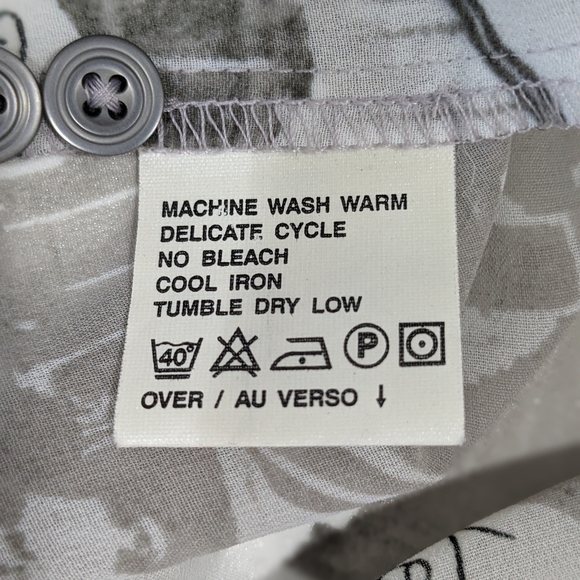 MACHINE WASH WARM
DELICATE CYCLE
NO BLEACH
COOL IRON
TUMBLE DRY LOW
40° P
OVER / AU VERSO ↓